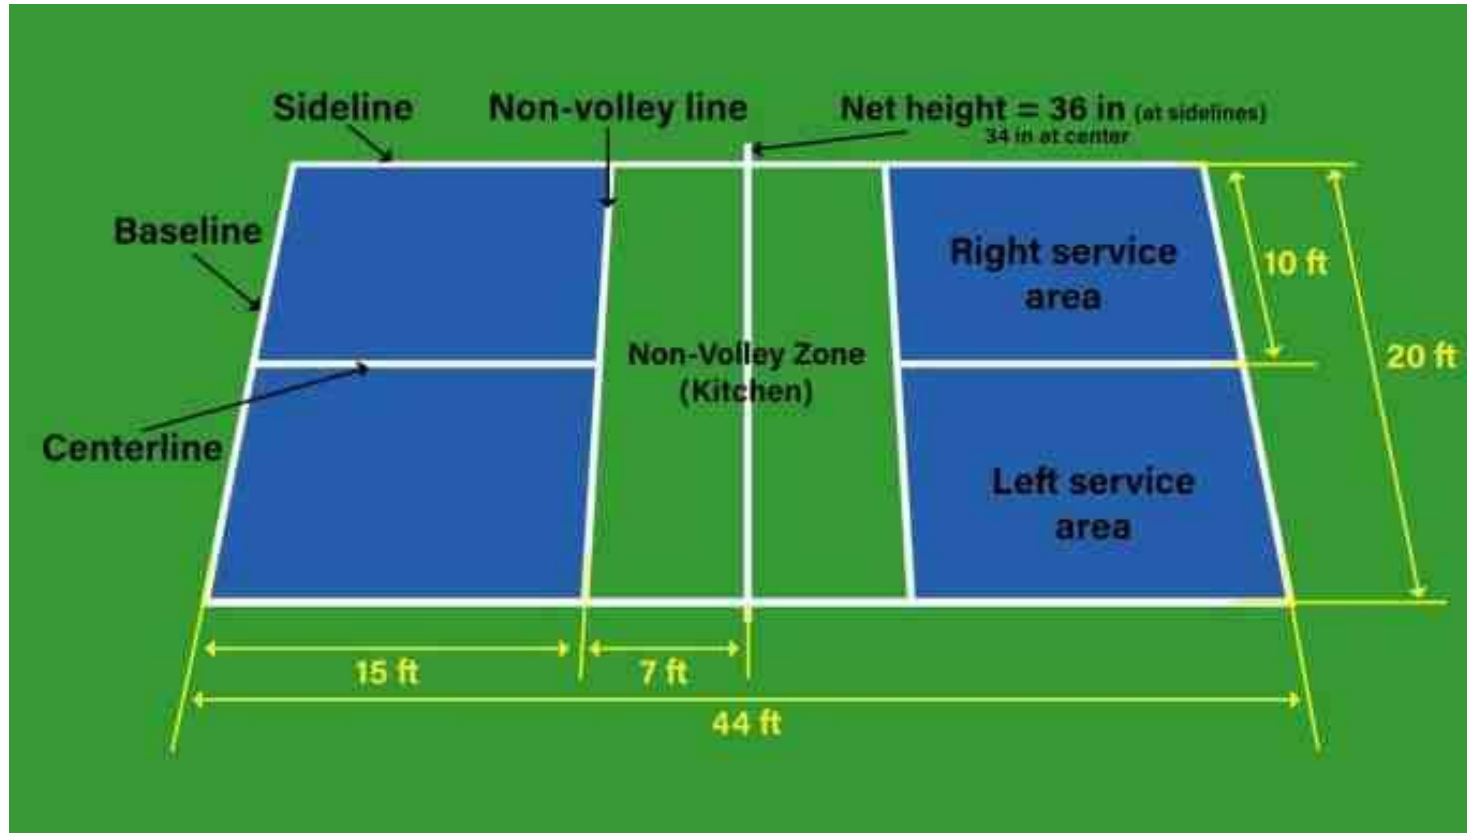 Sideline
Non-volley line
Net height = 36 in (at sidelines)
34 in at center
Baseline
Right service
area
10 ft
Non-Volley Zone
(Kitchen)
20 ft
Centerline
Left service
area
15 ft
7 ft
44 ft